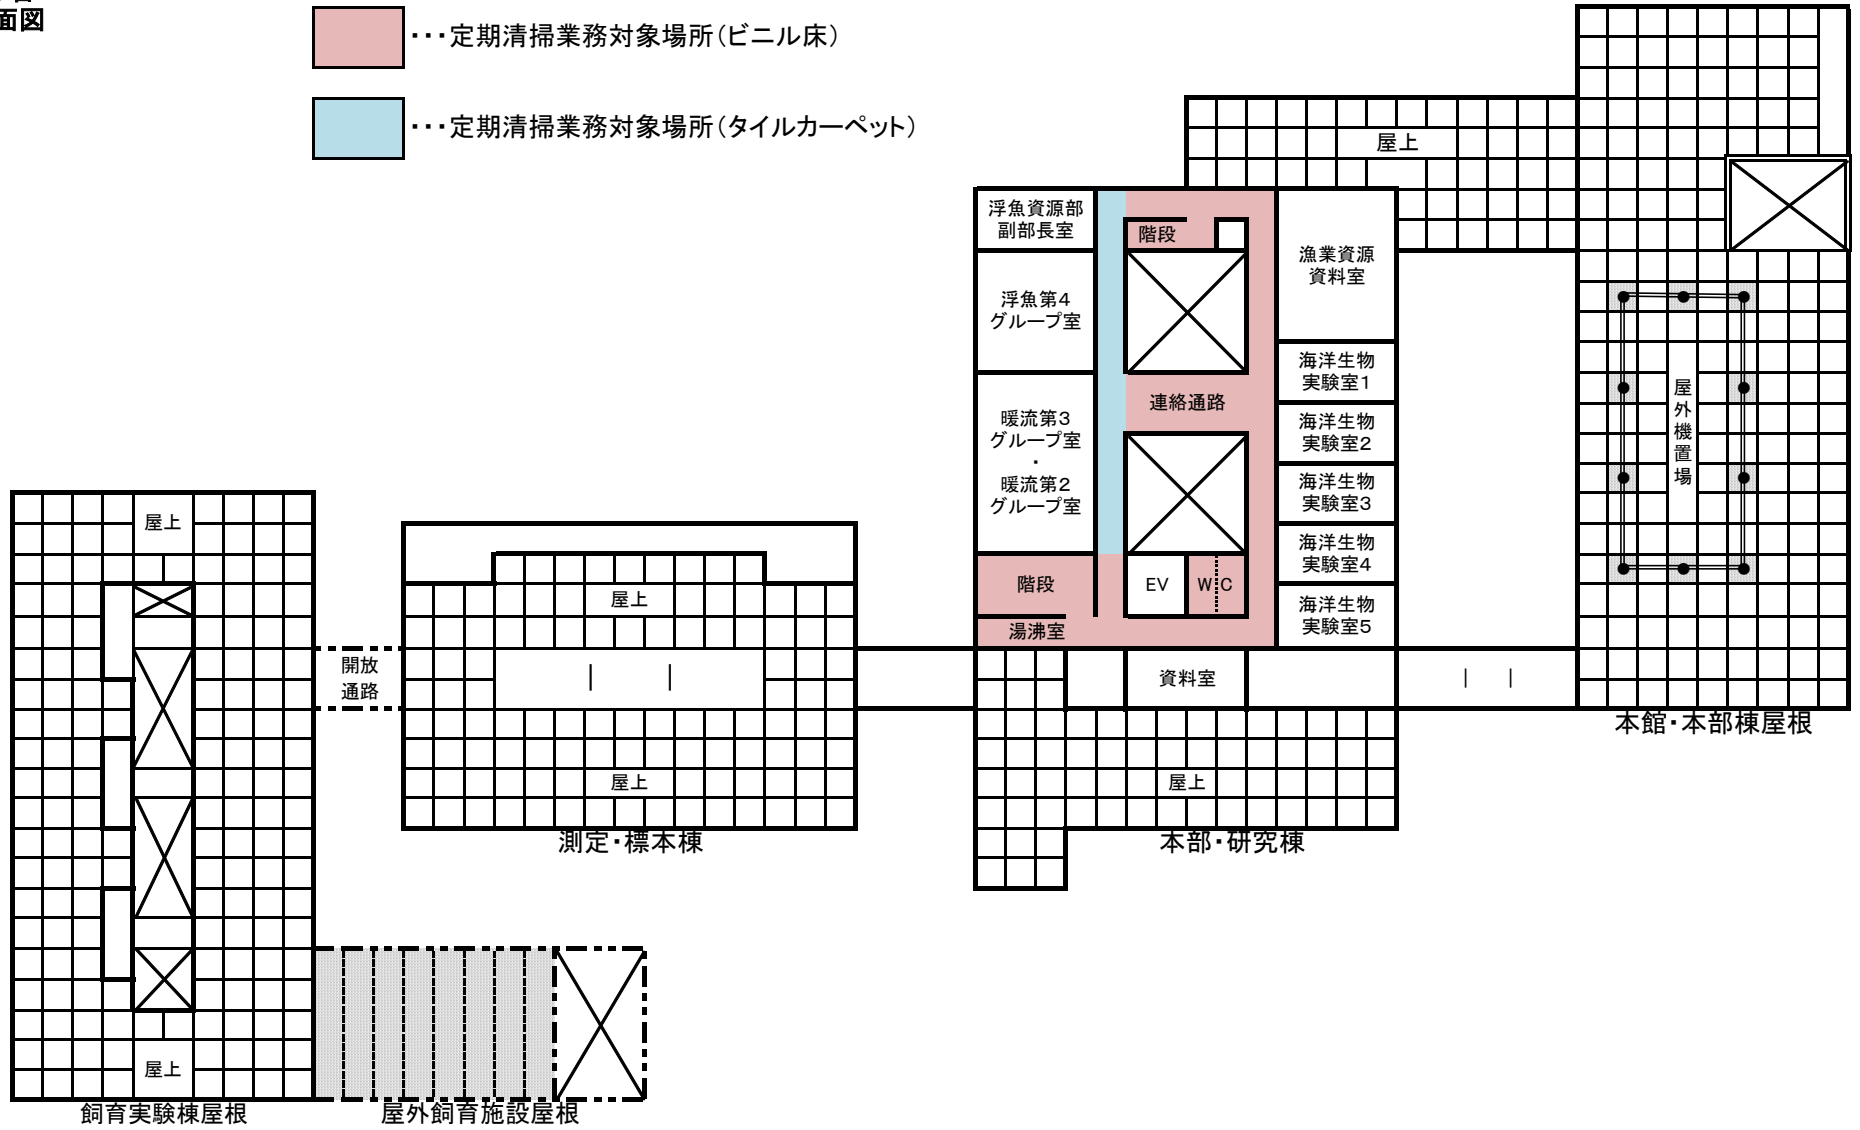 面図
・・・定期清掃業務対象場所(ビニル床)
・・・定期清掃業務対象場所(タイルカーペット)
屋上
浮魚資源部
副部長室
階段
漁業資源
資料室
浮魚第4
グループ室
海洋生物
実験室1
連絡通路
暖流第3
グループ室
・
暖流第2
グループ室
海洋生物
実験室2
海洋生物
実験室3
海洋生物
実験室4
海洋生物
実験室5
屋外機置場
階段
EV
WC
湯沸室
資料室
屋上
本部・研究棟
本館・本部棟屋根
屋上
開放
通路
屋上
屋上
測定・標本棟
屋上
飼育実験棟屋根
屋外飼育施設屋根